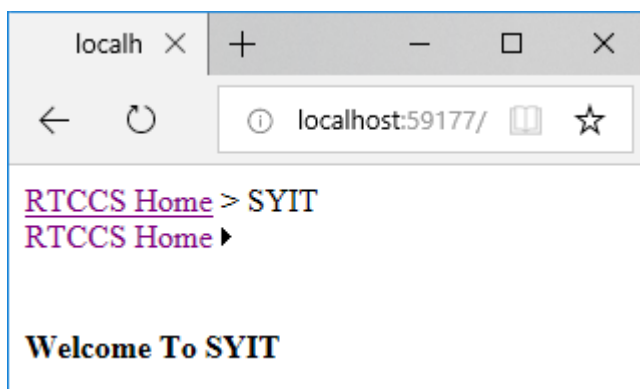 localh
localhost:59177/
RTCCS Home > SYIT
RTCCS Home
Welcome To SYIT